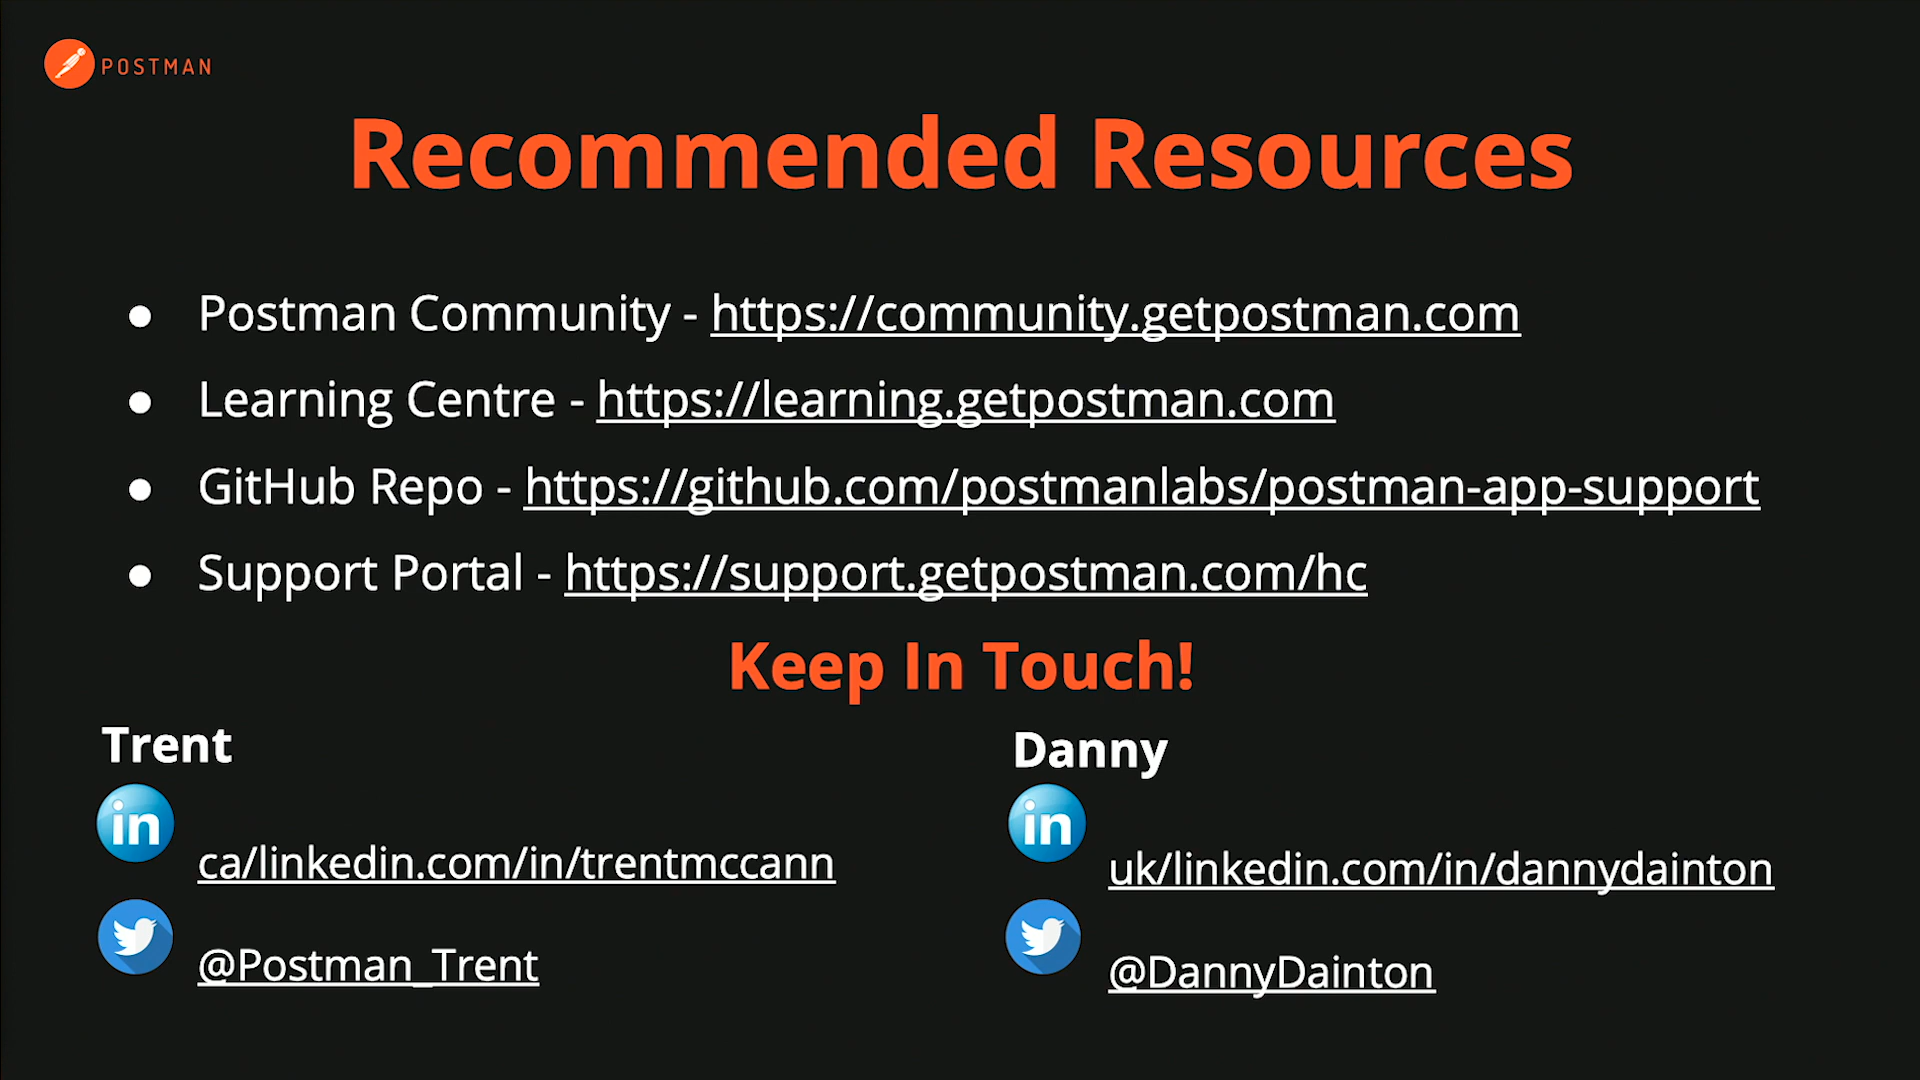 POSTMAN
Recommended Resources
● Postman Community - https://community.getpostman.com
● Learning Centre - https://learning.getpostman.com
● GitHub Repo - https://github.com/postmanlabs/postman-app-support
● Support Portal - https://support.getpostman.com/hc
Keep In Touch!
Trent
in
ca/linkedin.com/in/trentmccann
@Postman_Trent
Danny
in
uk/linkedin.com/in/dannydainton
@DannyDainton